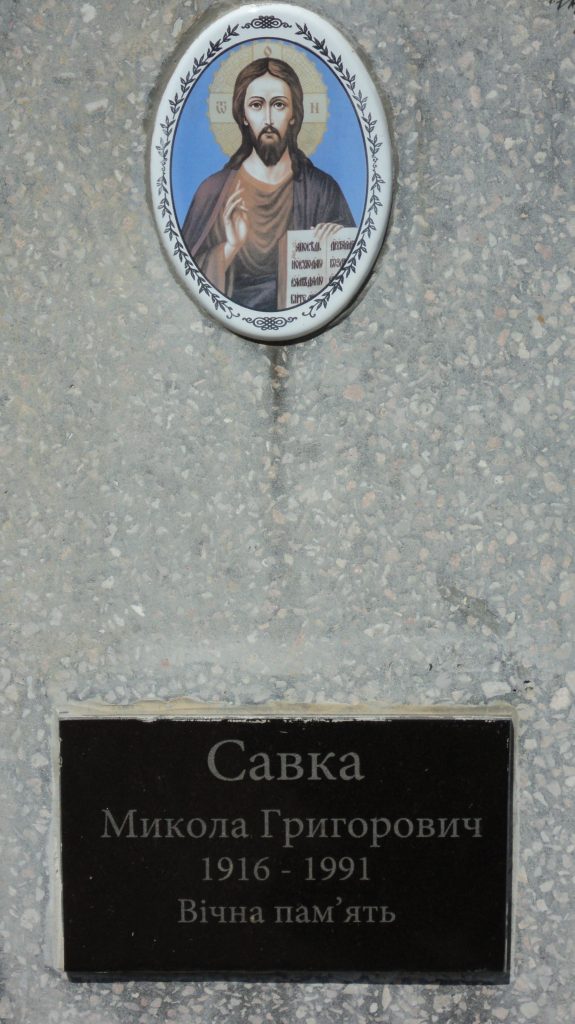 Ѿ Н
Савка
Микола Григорович
1916 - 1991
Вічна пам’ять